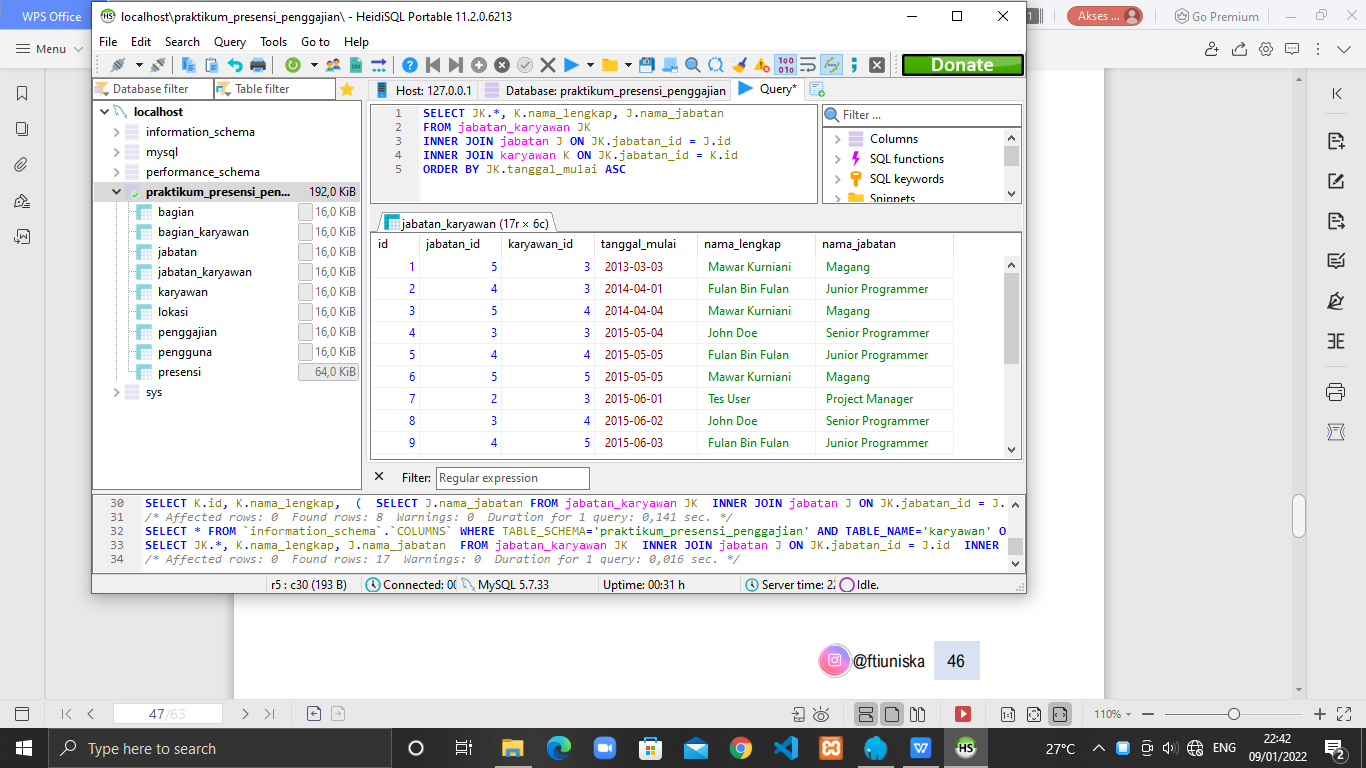 WPS Office
localhost\praktikum_presensi_penggajian\ - HeidiSQL Portable 11.2.0.6213
Akses ...
Go Premium
Menu
File Edit Search Query Tools Go to Help
Donate
Database filter
Table filter
Host: 127.0.0.1
Database: praktikum_presensi_penggajian
Query*
localhost
information_schema
mysql
performance_schema
praktikum_presensi_pen... 192,0 KiB
bagian 16,0 KiB
bagian_karyawan 16,0 KiB
jabatan 16,0 KiB
jabatan_karyawan 16,0 KiB
karyawan 16,0 KiB
lokasi 16,0 KiB
penggajian 16,0 KiB
pengguna 16,0 KiB
presensi 64,0 KiB
sys
1 SELECT JK.*, K.nama_lengkap, J.nama_jabatan
2 FROM jabatan_karyawan JK
3 INNER JOIN jabatan J ON JK.jabatan_id = J.id
4 INNER JOIN karyawan K ON JK.jabatan_id = K.id
5 ORDER BY JK.tanggal_mulai ASC
Filter ...
Columns
SQL functions
SQL keywords
Snippets
jabatan_karyawan (17r × 6c)
id jabatan_id karyawan_id tanggal_mulai nama_lengkap nama_jabatan
1 5 3 2013-03-03 Mawar Kurniani Magang
2 4 3 2014-04-01 Fulan Bin Fulan Junior Programmer
3 5 4 2014-04-04 Mawar Kurniani Magang
4 3 3 2015-05-04 John Doe Senior Programmer
5 4 4 2015-05-05 Fulan Bin Fulan Junior Programmer
6 5 5 2015-05-05 Mawar Kurniani Magang
7 2 3 2015-06-01 Tes User Project Manager
8 3 4 2015-06-02 John Doe Senior Programmer
9 4 5 2015-06-03 Fulan Bin Fulan Junior Programmer
Filter: Regular expression
30 SELECT K.id, K.nama_lengkap, ( SELECT J.nama_jabatan FROM jabatan_karyawan JK INNER JOIN jabatan J ON JK.jabatan_id = J.
31 /* Affected rows: 0 Found rows: 8 Warnings: 0 Duration for 1 query: 0,141 sec. */
32 SELECT * FROM `information_schema`.`COLUMNS` WHERE TABLE_SCHEMA='praktikum_presensi_penggajian' AND TABLE_NAME='karyawan' O
33 SELECT JK.*, K.nama_lengkap, J.nama_jabatan FROM jabatan_karyawan JK INNER JOIN jabatan J ON JK.jabatan_id = J.id INNER
34 /* Affected rows: 0 Found rows: 17 Warnings: 0 Duration for 1 query: 0,016 sec. */
r5 : c30 (193 B) Connected: 00 MySQL 5.7.33 Uptime: 00:31 h Server time: 22 Idle.
@ftiuniska 46
47/63
110%
Type here to search
27°C
ENG
22:42
09/01/2022
2